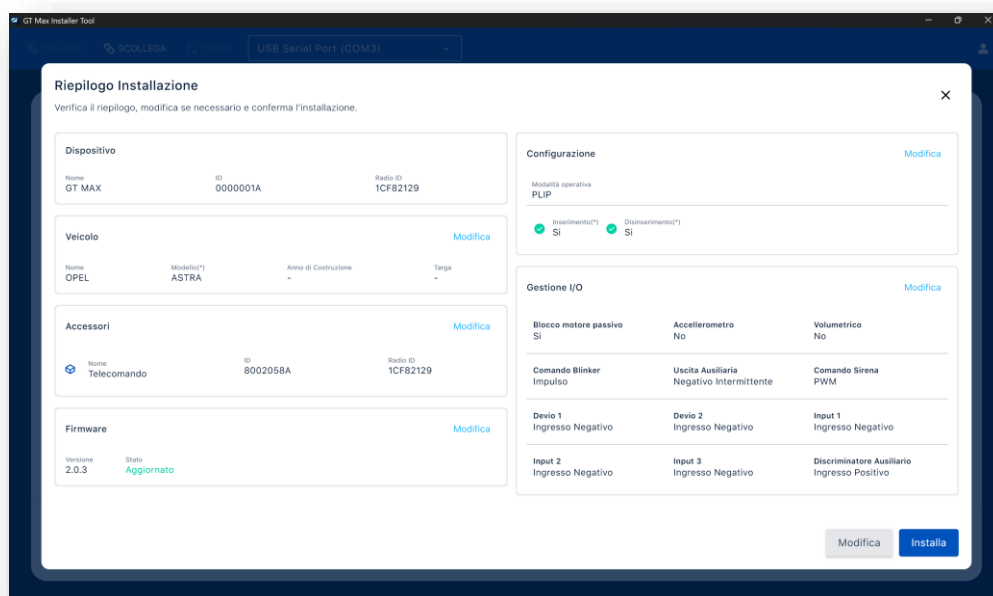 GT Max Installer Tool
COLLEGA SCOLLEGA CERCA USB Serial Port (COM3)
Riepilogo Installazione
Verifica il riepilogo, modifica se necessario e conferma l'installazione.
Dispositivo
Nome ID Radio ID
GT MAX 0000001A 1CF82129
Veicolo Modifica
Nome Modello(*) Anno di Costruzione Targa
OPEL ASTRA - -
Accessori Modifica
Nome ID Radio ID
Telecomando 8002058A 1CF82129
Firmware Modifica
Versione Stato
2.0.3 Aggiornato
Configurazione Modifica
Modalità operativa
PLIP
Inserimento(*) Disinserimento(*)
Si Si
Gestione I/O Modifica
Blocco motore passivo Accellerometro Volumetrico
Si No No
Comando Blinker Uscita Ausiliaria Comando Sirena
Impulso Negativo Intermittente PWM
Devio 1 Devio 2 Input 1
Ingresso Negativo Ingresso Negativo Ingresso Negativo
Input 2 Input 3 Discriminatore Ausiliario
Ingresso Negativo Ingresso Negativo Ingresso Positivo
Modifica Installa